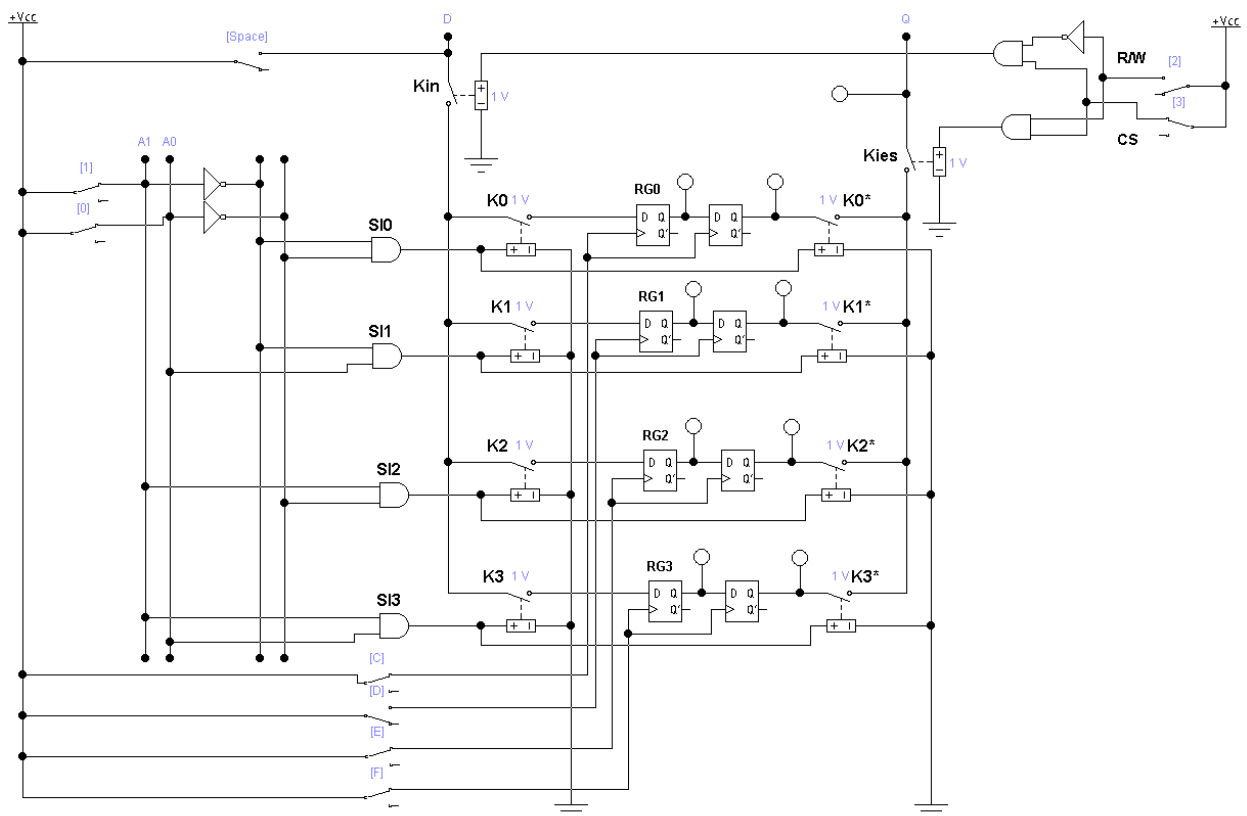 +Vcc
D
Q
+Vcc
[Space]
R/W
[2]
Kin
1 V
[3]
CS
A1 A0
Kies
1 V
[1]
[0]
K0 1 V
RG0
1 V K0*
SI0
D Q
Q'
D Q
Q'
+ -
+ -
K1 1 V
RG1
1 V K1*
SI1
D Q
Q'
D Q
Q'
+ -
+ -
K2 1 V
RG2
1 V K2*
SI2
D Q
Q'
D Q
Q'
+ -
+ -
K3 1 V
RG3
1 V K3*
SI3
D Q
Q'
D Q
Q'
+ -
+ -
[C]
[D]
[E]
[F]